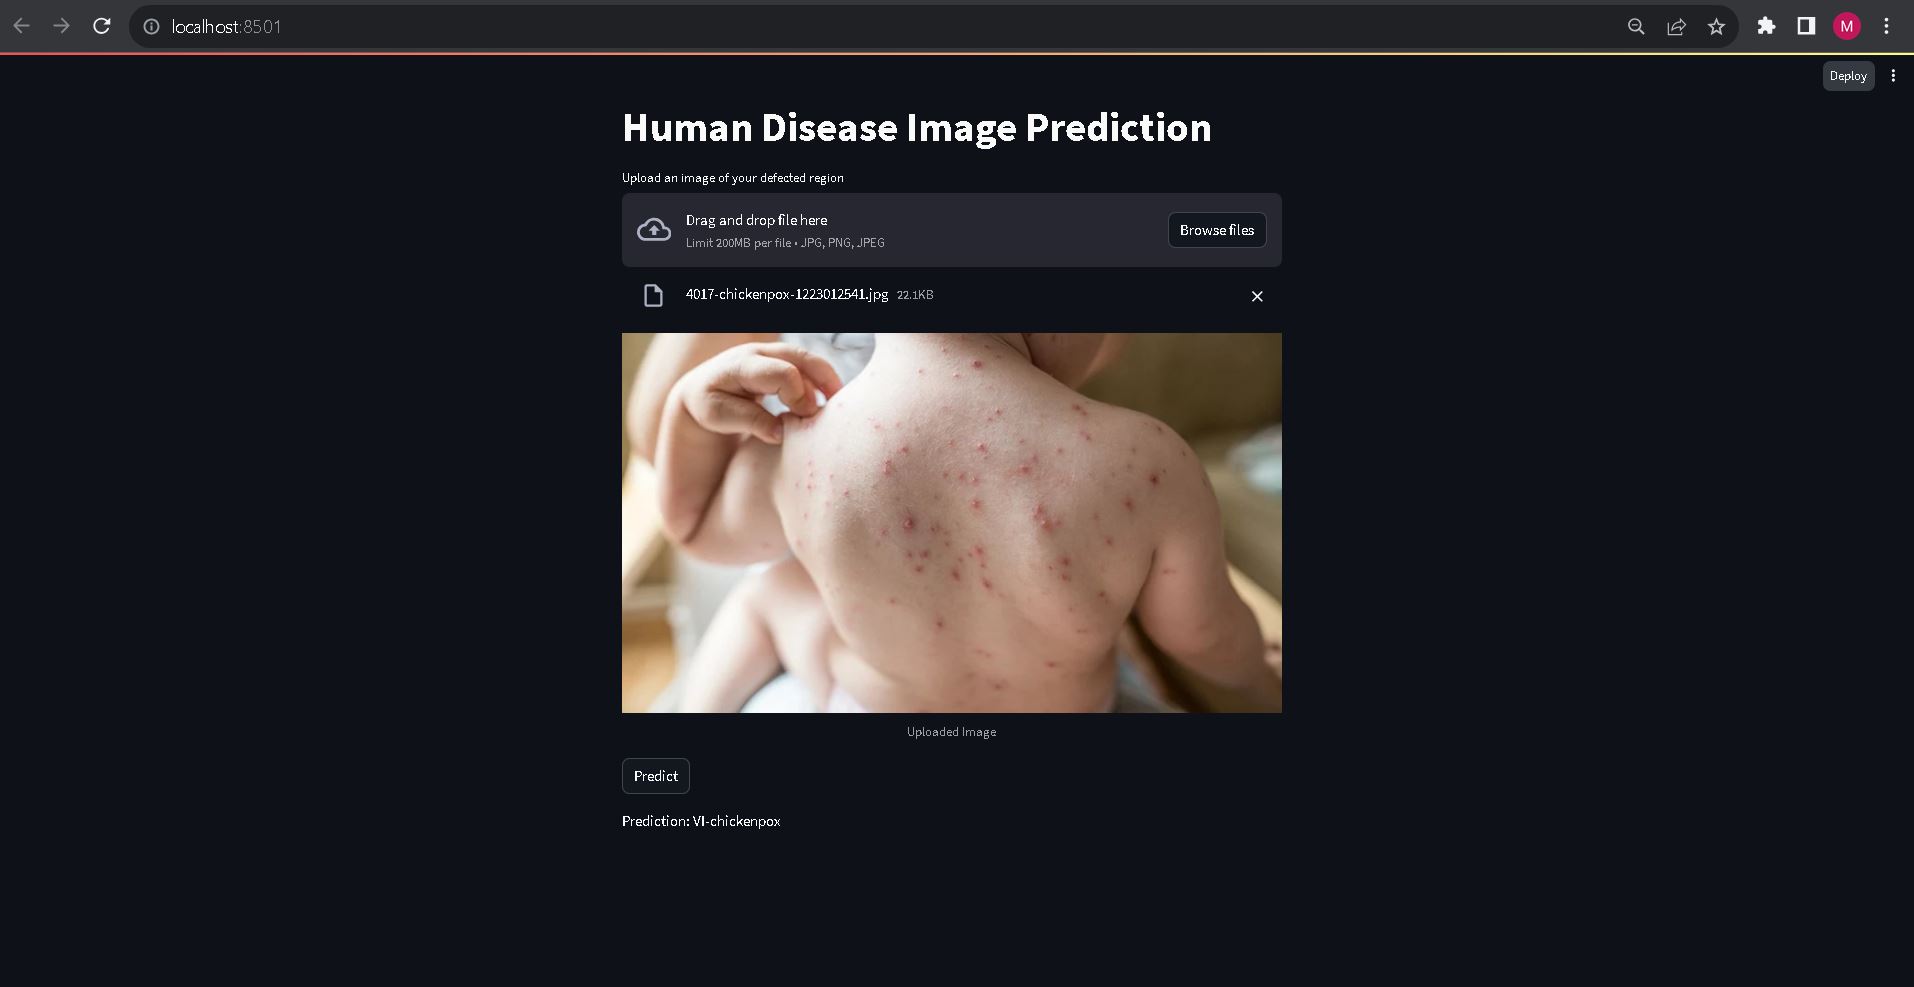 localhost:8501
M
Deploy
Human Disease Image Prediction
Upload an image of your defected region
Drag and drop file here
Limit 200MB per file • JPG, PNG, JPEG
Browse files
4017-chickenpox-1223012541.jpg 22.1KB
Uploaded Image
Predict
Prediction: VI-chickenpox